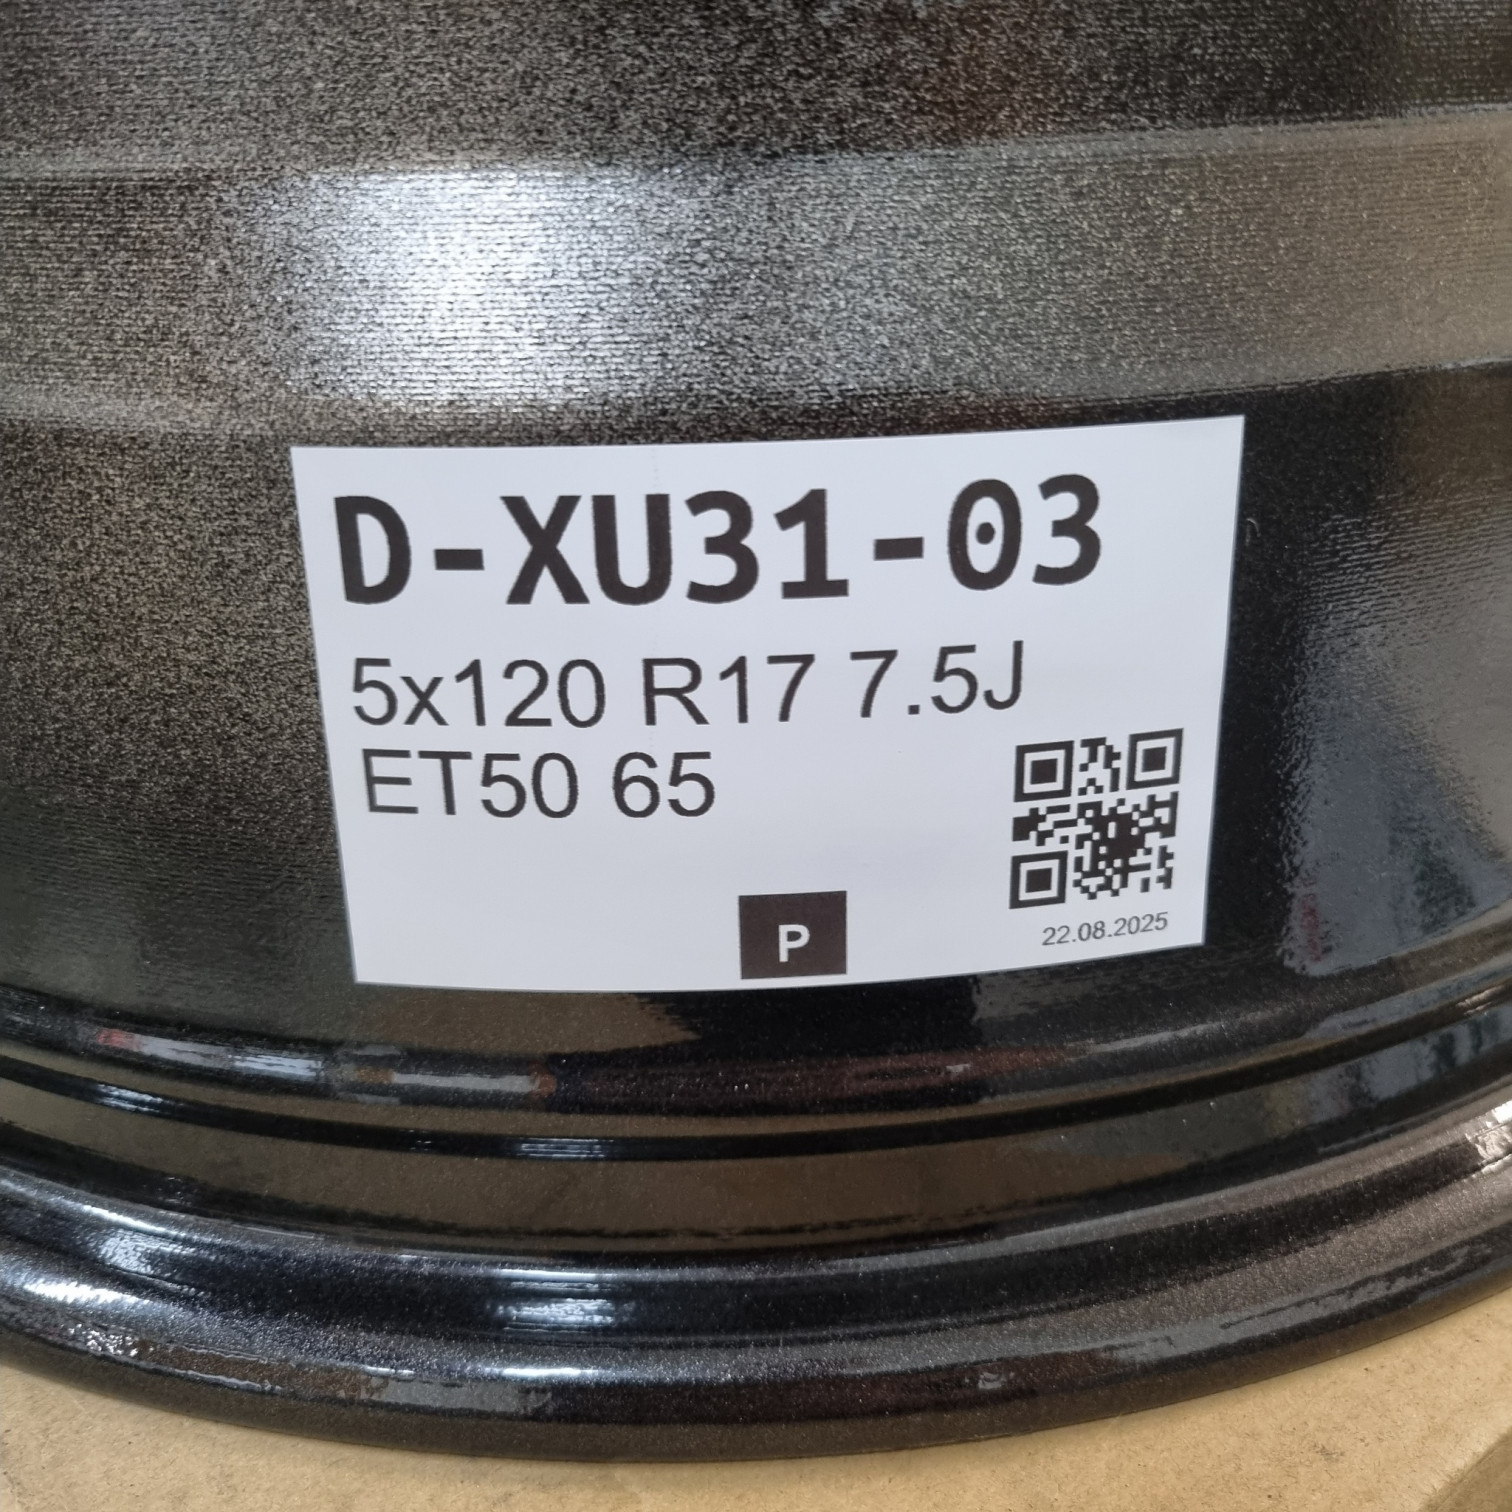 D-XU31-03
5x120 R17 7.5J
ET50 65
P
22.08.2025